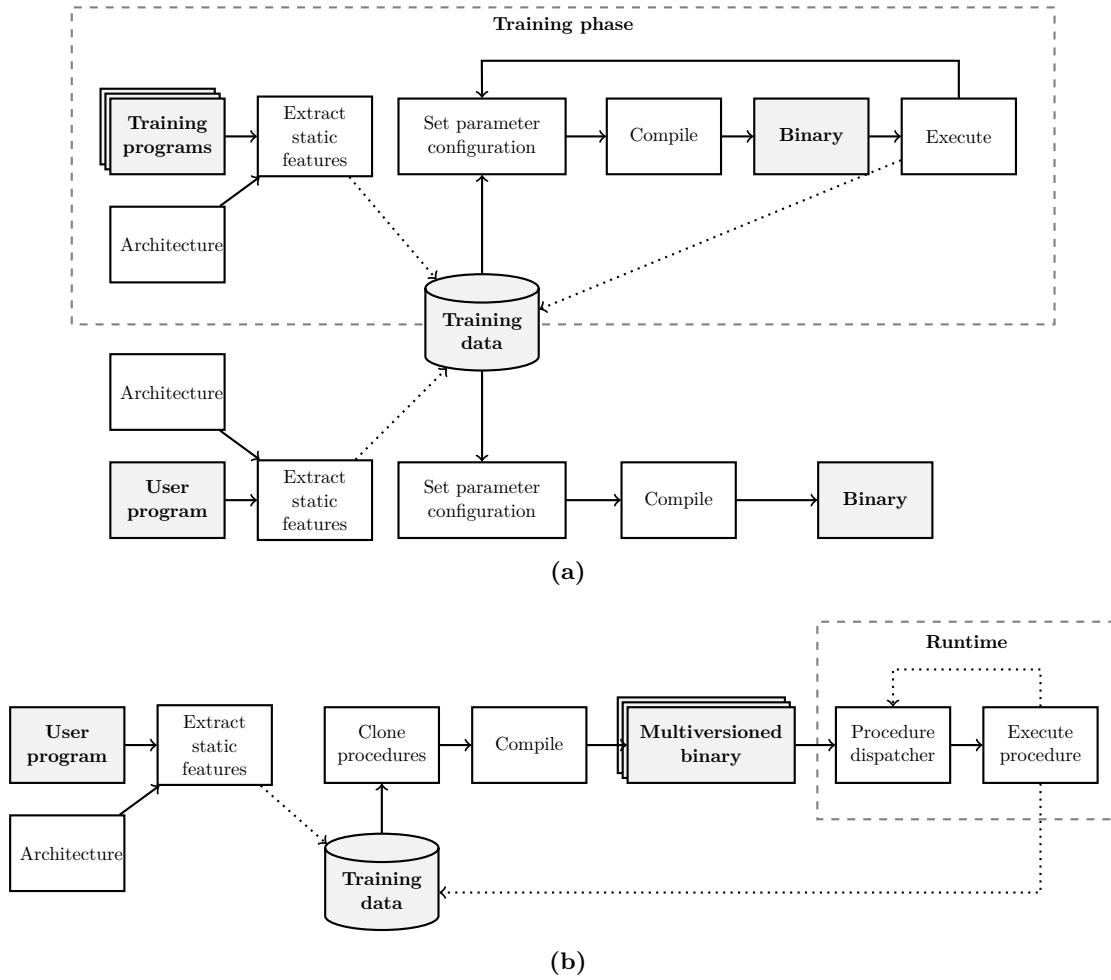 Training phase
Training
programs
Extract
static
features
Set parameter
configuration
Compile
Binary
Execute
Architecture
Training
data
Architecture
User
program
Extract
static
features
Set parameter
configuration
Compile
Binary
(a)
Runtime
User
program
Extract
static
features
Clone
procedures
Compile
Multiversioned
binary
Procedure
dispatcher
Execute
procedure
Architecture
Training
data
(b)